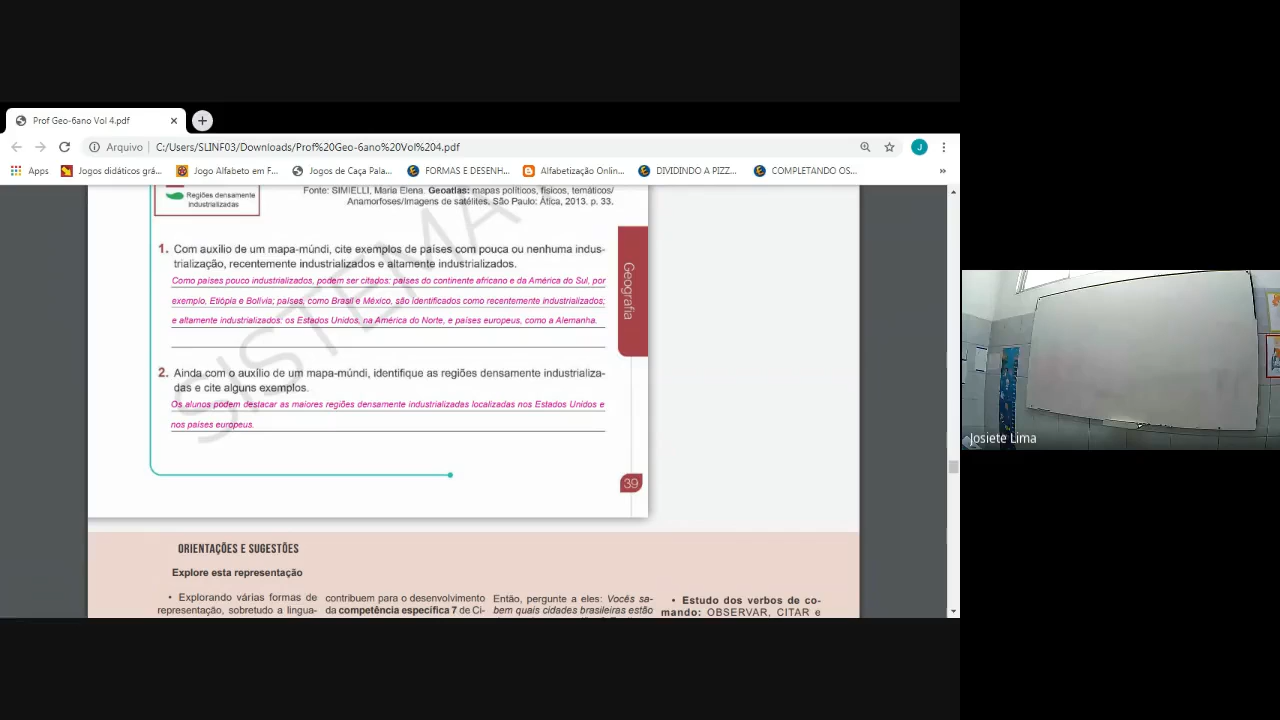 Prof Geo-6ano Vol 4.pdf
Arquivo
C:/Users/SLINF03/Downloads/Prof%20Geo-6ano%20Vol%204.pdf
J
Apps
Jogos didáticos grá...
Jogo Alfabeto em F...
Jogos de Caça Pala...
FORMAS E DESENH...
Alfabetização Onlin...
DIVIDINDO A PIZZ...
COMPLETANDO OS...
»
Regiões densamente
industrializadas
Fonte: SIMIELLI, Maria Elena. Geoatlas: mapas políticos, físicos, temáticos/
Anamorfoses/Imagens de satélites. São Paulo: Ática, 2013. p. 33.
SISTEMA
1. Com auxílio de um mapa-múndi, cite exemplos de países com pouca ou nenhuma indus-
trialização, recentemente industrializados e altamente industrializados.
Como países pouco industrializados, podem ser citados: países do continente africano e da América do Sul, por
exemplo, Etiópia e Bolívia; países, como Brasil e México, são identificados como recentemente industrializados;
e altamente industrializados: os Estados Unidos, na América do Norte, e países europeus, como a Alemanha.
2. Ainda com o auxílio de um mapa-múndi, identifique as regiões densamente industrializa-
das e cite alguns exemplos.
Os alunos podem destacar as maiores regiões densamente industrializadas localizadas nos Estados Unidos e
nos países europeus.
Geografia
39
ORIENTAÇÕES E SUGESTÕES
Explore esta representação
• Explorando várias formas de
representação, sobretudo a lingua-
contribuem para o desenvolvimento
da competência específica 7 de Ci-
Então, pergunte a eles: Vocês sa-
bem quais cidades brasileiras estão
• Estudo dos verbos de co-
mando: OBSERVAR, CITAR e
Josiete Lima